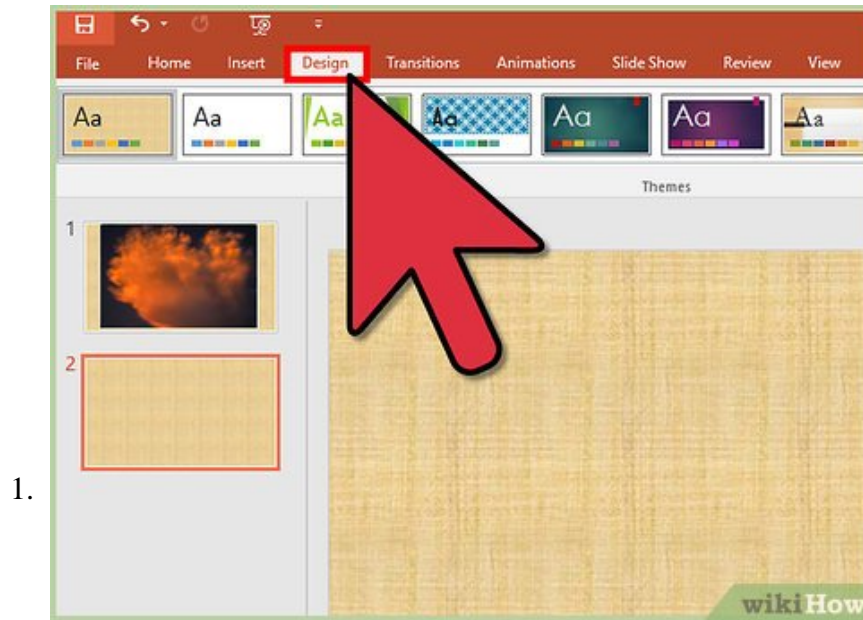 File Home Insert Design Transitions Animations Slide Show Review View
Aa Aa Aa Aa Aa Aa Aa
Themes
1
2
1.
wikiHow